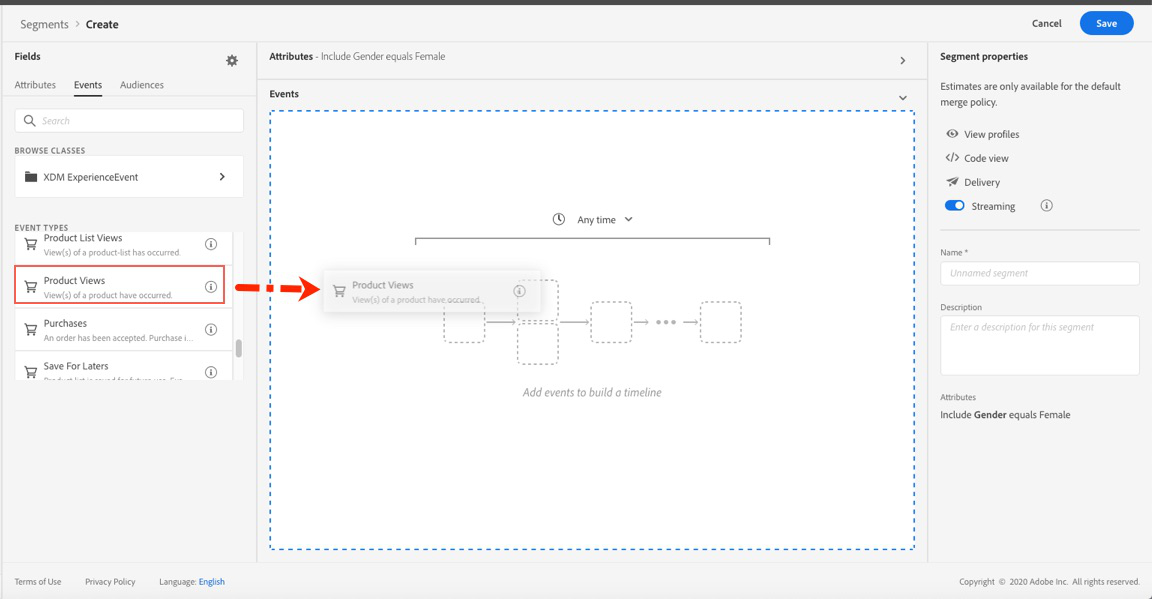 Segments > Create
Cancel
Save
Fields
Attributes
Events
Audiences
Search
BROWSE CLASSES
XDM ExperienceEvent
EVENT TYPES
Product List Views
View(s) of a product-list has occurred.
Product Views
View(s) of a product have occurred.
Purchases
An order has been accepted. Purchase i...
Save For Laters
Attributes - Include Gender equals Female
Events
Any time
Product Views
View(s) of a product have occurred.
Add events to build a timeline
Segment properties
Estimates are only available for the default
merge policy.
View profiles
Code view
Delivery
Streaming
Name *
Unnamed segment
Description
Enter a description for this segment
Attributes
Include Gender equals Female
Terms of Use
Privacy Policy
Language: English
Copyright © 2020 Adobe Inc. All rights reserved.